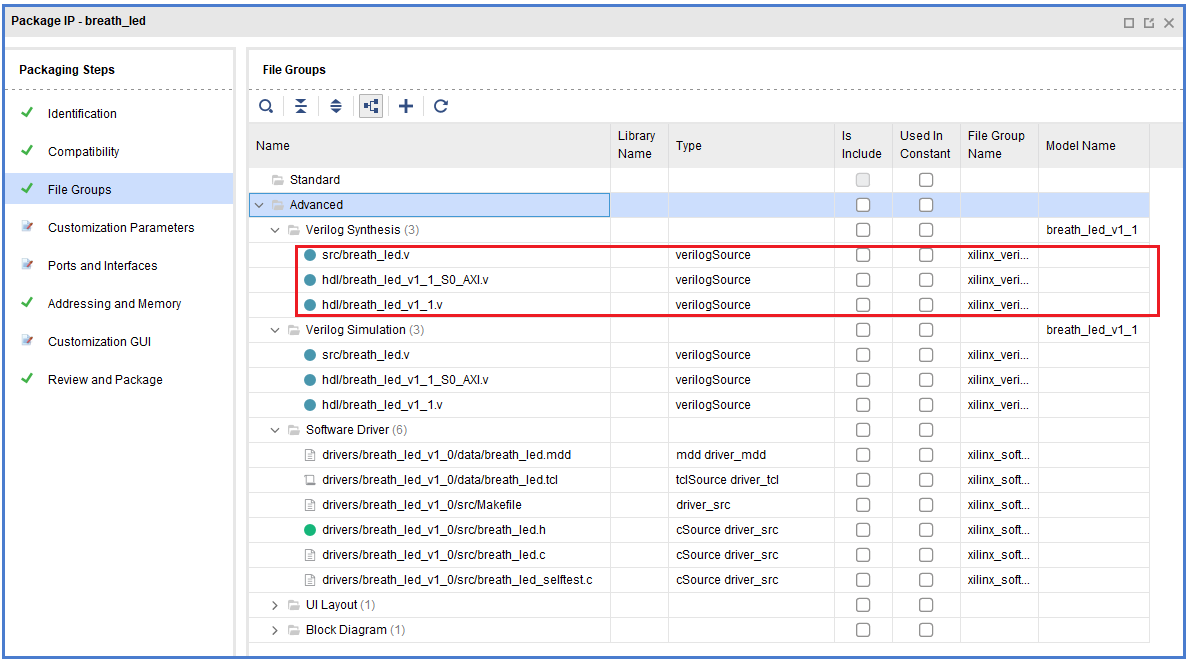 Package IP - breath_led
Packaging Steps
Identification
Compatibility
File Groups
Customization Parameters
Ports and Interfaces
Addressing and Memory
Customization GUI
Review and Package
File Groups
Name Library Name Type Is Include Used In Constant File Group Name Model Name
Standard
Advanced
Verilog Synthesis (3) breath_led_v1_1
src/breath_led.v verilogSource xilinx_veri...
hdl/breath_led_v1_1_S0_AXI.v verilogSource xilinx_veri...
hdl/breath_led_v1_1.v verilogSource xilinx_veri...
Verilog Simulation (3) breath_led_v1_1
src/breath_led.v verilogSource xilinx_veri...
hdl/breath_led_v1_1_S0_AXI.v verilogSource xilinx_veri...
hdl/breath_led_v1_1.v verilogSource xilinx_veri...
Software Driver (6)
drivers/breath_led_v1_0/data/breath_led.mdd mdd driver_mdd xilinx_soft...
drivers/breath_led_v1_0/data/breath_led.tcl tclSource driver_tcl xilinx_soft...
drivers/breath_led_v1_0/src/Makefile driver_src xilinx_soft...
drivers/breath_led_v1_0/src/breath_led.h cSource driver_src xilinx_soft...
drivers/breath_led_v1_0/src/breath_led.c cSource driver_src xilinx_soft...
drivers/breath_led_v1_0/src/breath_led_selftest.c cSource driver_src xilinx_soft...
UI Layout (1)
Block Diagram (1)